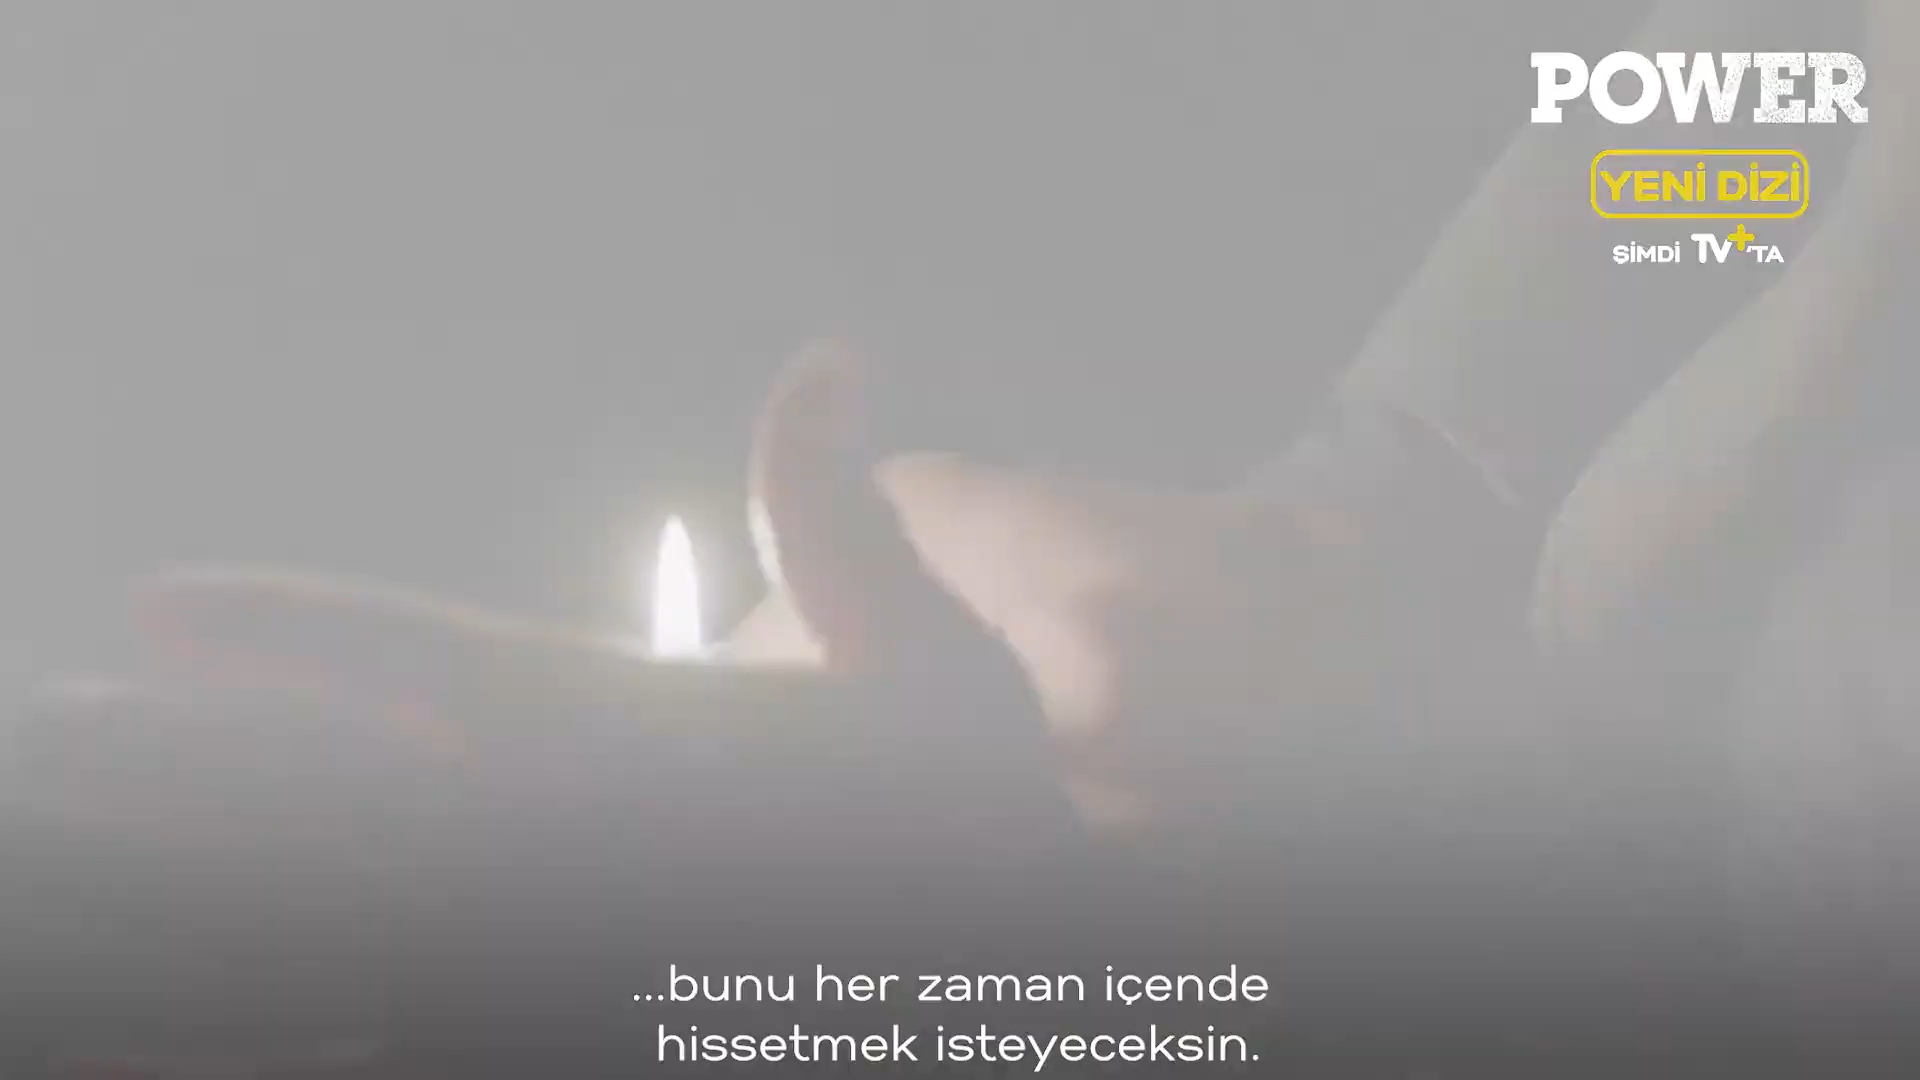 POWER
YENİ DİZİ
ŞİMDİ TV+'TA
...bunu her zaman içende
hissetmek isteyeceksin.